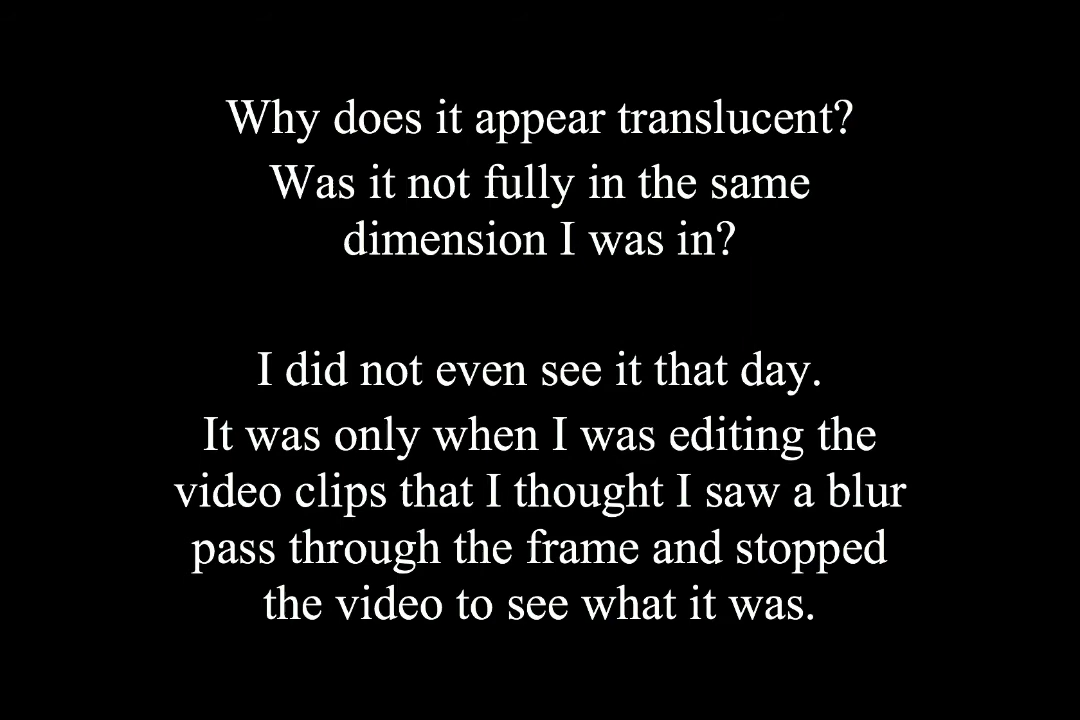 Why does it appear translucent?
Was it not fully in the same
dimension I was in?
I did not even see it that day.
It was only when I was editing the
video clips that I thought I saw a blur
pass through the frame and stopped
the video to see what it was.